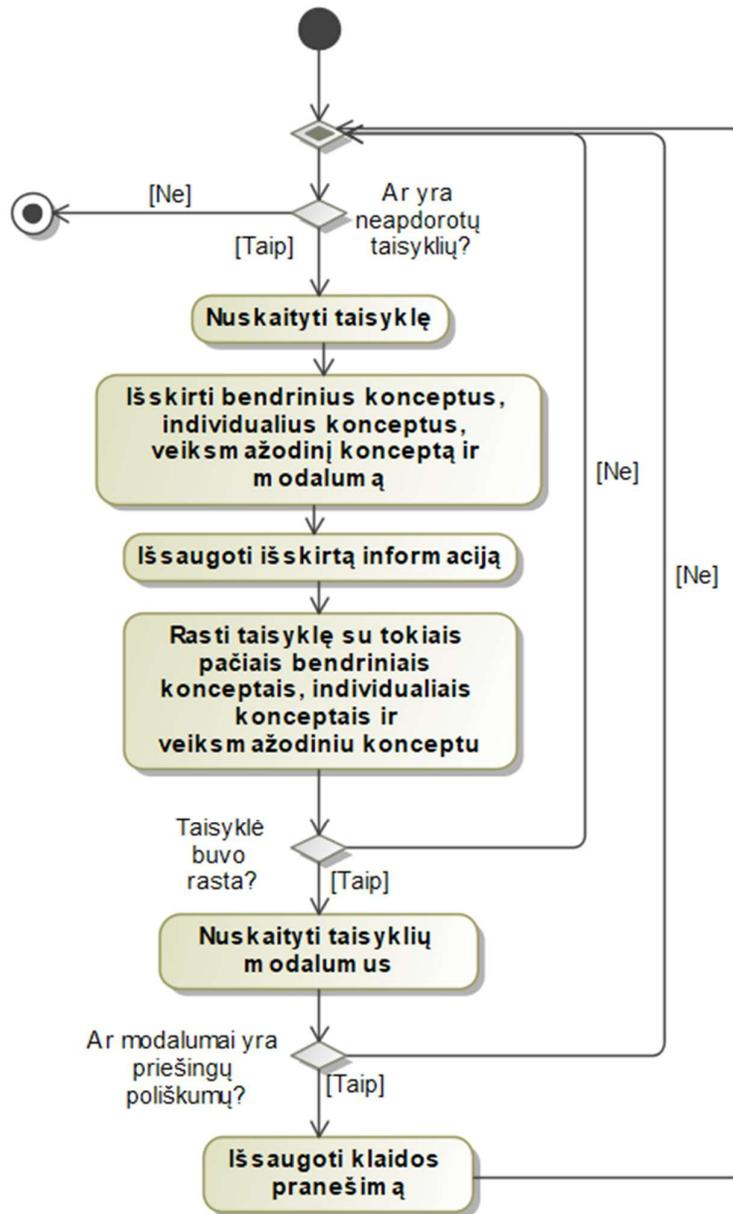 [Ne]
Ar yra
neapdorotų
taisyklių?
[Taip]
Nuskaityti taisyklę
Išskirti bendrinius konceptus,
individualius konceptus,
veiksmažodinį konceptą ir
modalumą
[Ne]
Išsaugoti išskirtą informaciją
[Ne]
Rasti taisyklę su tokiais
pačiais bendriniais
konceptais, individualiais
konceptais ir
veiksmažodiniu konceptu
Taisyklė
buvo
rasta?
[Taip]
Nuskaityti taisyklių
modalumus
Ar modalumai yra
priešingų
poliškumų?
[Taip]
Išsaugoti klaidos
pranešimą